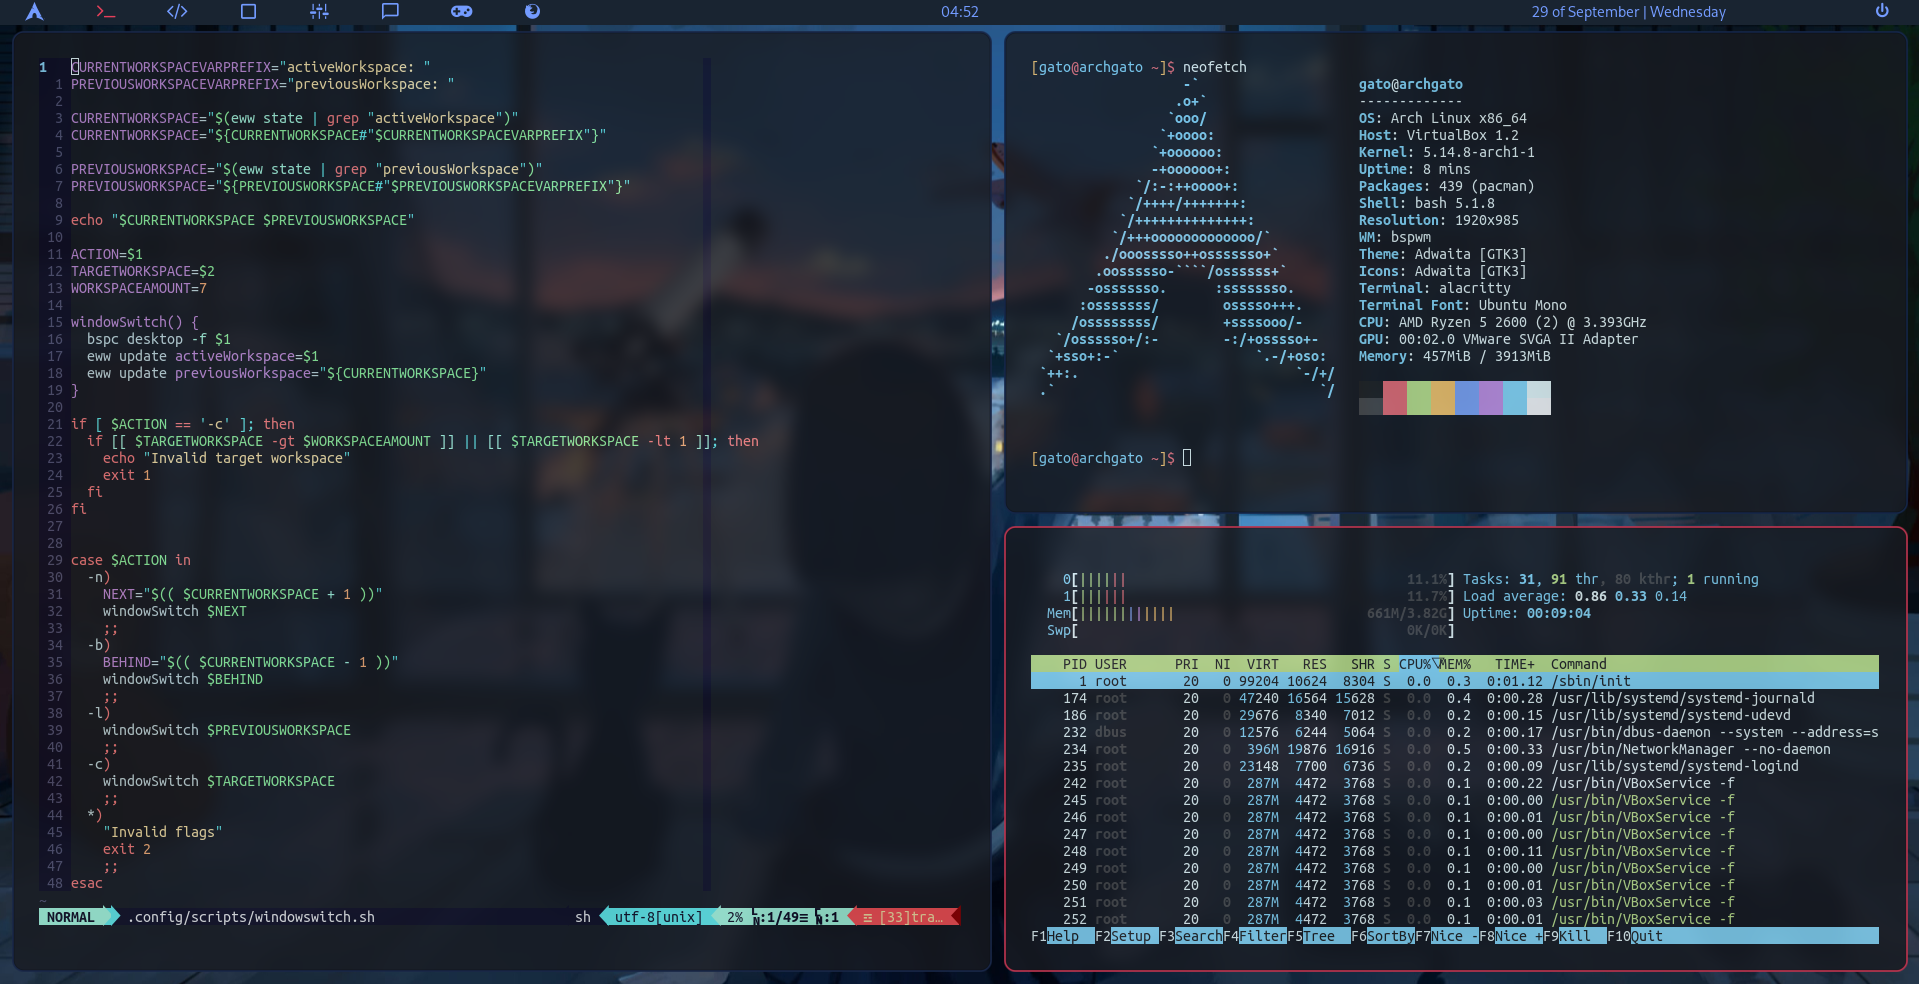 04:52
29 of September | Wednesday
1 CURRENTWORKSPACEVARPREFIX="activeWorkspace: "
1 PREVIOUSWORKSPACEVARPREFIX="previousWorkspace: "
2
3 CURRENTWORKSPACE="$(eww state | grep "activeWorkspace")"
4 CURRENTWORKSPACE="${CURRENTWORKSPACE#"$CURRENTWORKSPACEVARPREFIX"}"
5
6 PREVIOUSWORKSPACE="$(eww state | grep "previousWorkspace")"
7 PREVIOUSWORKSPACE="${PREVIOUSWORKSPACE#"$PREVIOUSWORKSPACEVARPREFIX"}"
8
9 echo "$CURRENTWORKSPACE $PREVIOUSWORKSPACE"
10
11 ACTION=$1
12 TARGETWORKSPACE=$2
13 WORKSPACEAMOUNT=7
14
15 windowSwitch() {
16   bspc desktop -f $1
17   eww update activeWorkspace=$1
18   eww update previousWorkspace="${CURRENTWORKSPACE}"
19 }
20
21 if [ $ACTION == '-c' ]; then
22   if [[ $TARGETWORKSPACE -gt $WORKSPACEAMOUNT ]] || [[ $TARGETWORKSPACE -lt 1 ]]; then
23     echo "Invalid target workspace"
24     exit 1
25   fi
26 fi
27
28
29 case $ACTION in
30   -n)
31     NEXT="$(( $CURRENTWORKSPACE + 1 ))"
32     windowSwitch $NEXT
33     ;;
34   -b)
35     BEHIND="$(( $CURRENTWORKSPACE - 1 ))"
36     windowSwitch $BEHIND
37     ;;
38   -l)
39     windowSwitch $PREVIOUSWORKSPACE
40     ;;
41   -c)
42     windowSwitch $TARGETWORKSPACE
43     ;;
44   *)
45     "Invalid flags"
46     exit 2
47     ;;
48 esac
~
NORMAL .config/scripts/windowswitch.sh sh utf-8[unix] 2% :1/49≡ :1 [33]tra…
[gato@archgato ~]$ neofetch
gato@archgato
-------------
OS: Arch Linux x86_64
Host: VirtualBox 1.2
Kernel: 5.14.8-arch1-1
Uptime: 8 mins
Packages: 439 (pacman)
Shell: bash 5.1.8
Resolution: 1920x985
WM: bspwm
Theme: Adwaita [GTK3]
Icons: Adwaita [GTK3]
Terminal: alacritty
Terminal Font: Ubuntu Mono
CPU: AMD Ryzen 5 2600 (2) @ 3.393GHz
GPU: 00:02.0 VMware SVGA II Adapter
Memory: 457MiB / 3913MiB
[gato@archgato ~]$
0[|||||| 11.1%] Tasks: 31, 91 thr, 80 kthr; 1 running
1[|||||| 11.7%] Load average: 0.86 0.33 0.14
Mem[|||||||||||| 661M/3.82G] Uptime: 00:09:04
Swp[ 0K/0K]
PID USER PRI NI VIRT RES SHR S CPU%▽MEM% TIME+ Command
1 root 20 0 99204 10624 8304 S 0.0 0.3 0:01.12 /sbin/init
174 root 20 0 47240 16564 15628 S 0.0 0.4 0:00.28 /usr/lib/systemd/systemd-journald
186 root 20 0 29676 8340 7012 S 0.0 0.2 0:00.15 /usr/lib/systemd/systemd-udevd
232 dbus 20 0 12576 6244 5064 S 0.0 0.2 0:00.17 /usr/bin/dbus-daemon --system --address=s
234 root 20 0 396M 19876 16916 S 0.0 0.5 0:00.33 /usr/bin/NetworkManager --no-daemon
235 root 20 0 23148 7700 6736 S 0.0 0.2 0:00.09 /usr/lib/systemd/systemd-logind
242 root 20 0 287M 4472 3768 S 0.0 0.1 0:00.22 /usr/bin/VBoxService -f
245 root 20 0 287M 4472 3768 S 0.0 0.1 0:00.00 /usr/bin/VBoxService -f
246 root 20 0 287M 4472 3768 S 0.0 0.1 0:00.01 /usr/bin/VBoxService -f
247 root 20 0 287M 4472 3768 S 0.0 0.1 0:00.00 /usr/bin/VBoxService -f
248 root 20 0 287M 4472 3768 S 0.0 0.1 0:00.11 /usr/bin/VBoxService -f
249 root 20 0 287M 4472 3768 S 0.0 0.1 0:00.00 /usr/bin/VBoxService -f
250 root 20 0 287M 4472 3768 S 0.0 0.1 0:00.01 /usr/bin/VBoxService -f
251 root 20 0 287M 4472 3768 S 0.0 0.1 0:00.03 /usr/bin/VBoxService -f
252 root 20 0 287M 4472 3768 S 0.0 0.1 0:00.01 /usr/bin/VBoxService -f
F1Help F2Setup F3SearchF4FilterF5Tree F6SortByF7Nice -F8Nice +F9Kill F10Quit